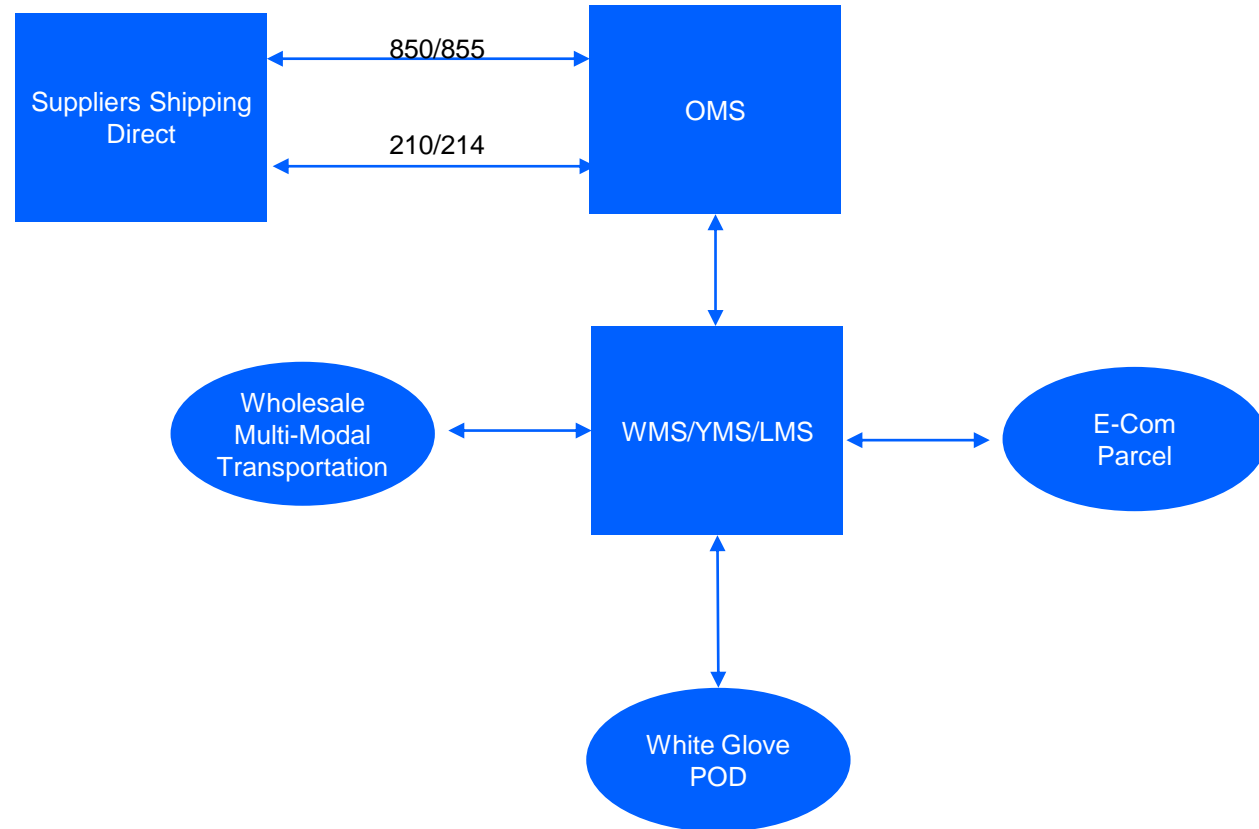 850/855
Suppliers Shipping
Direct
OMS
210/214
Wholesale
Multi-Modal
Transportation
WMS/YMS/LMS
E-Com
Parcel
White Glove
POD